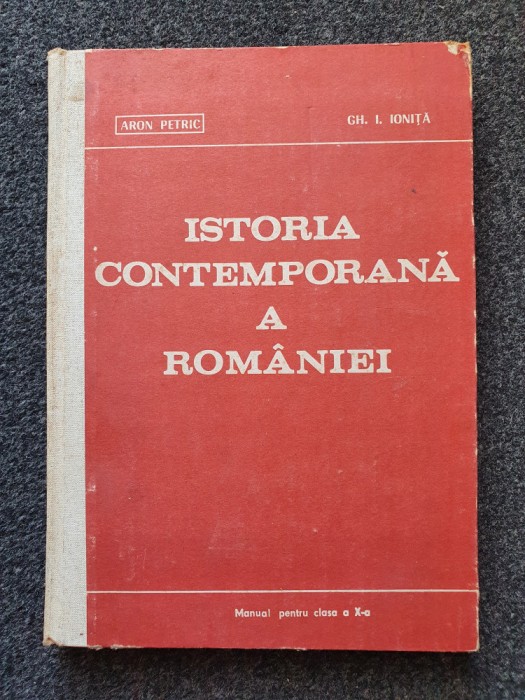 ARON PETRIC
GH. I. IONIȚĂ
ISTORIA
CONTEMPORANĂ
A
ROMÂNIEI
Manual pentru clasa a X-a